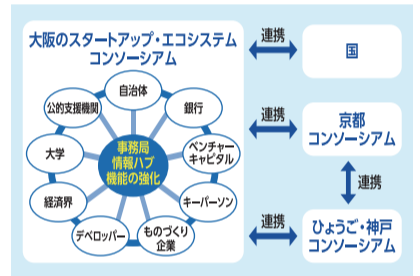 大阪のスタートアップ・エコシステム
コンソーシアム
自治体
銀行
ベンチャー
キャピタル
キーパーソン
ものづくり
企業
デベロッパー
経済界
大学
公的支援機関
事務局
情報ハブ
機能の強化
連携
国
連携
京都
コンソーシアム
連携
連携
ひょうご・神戸
コンソーシアム